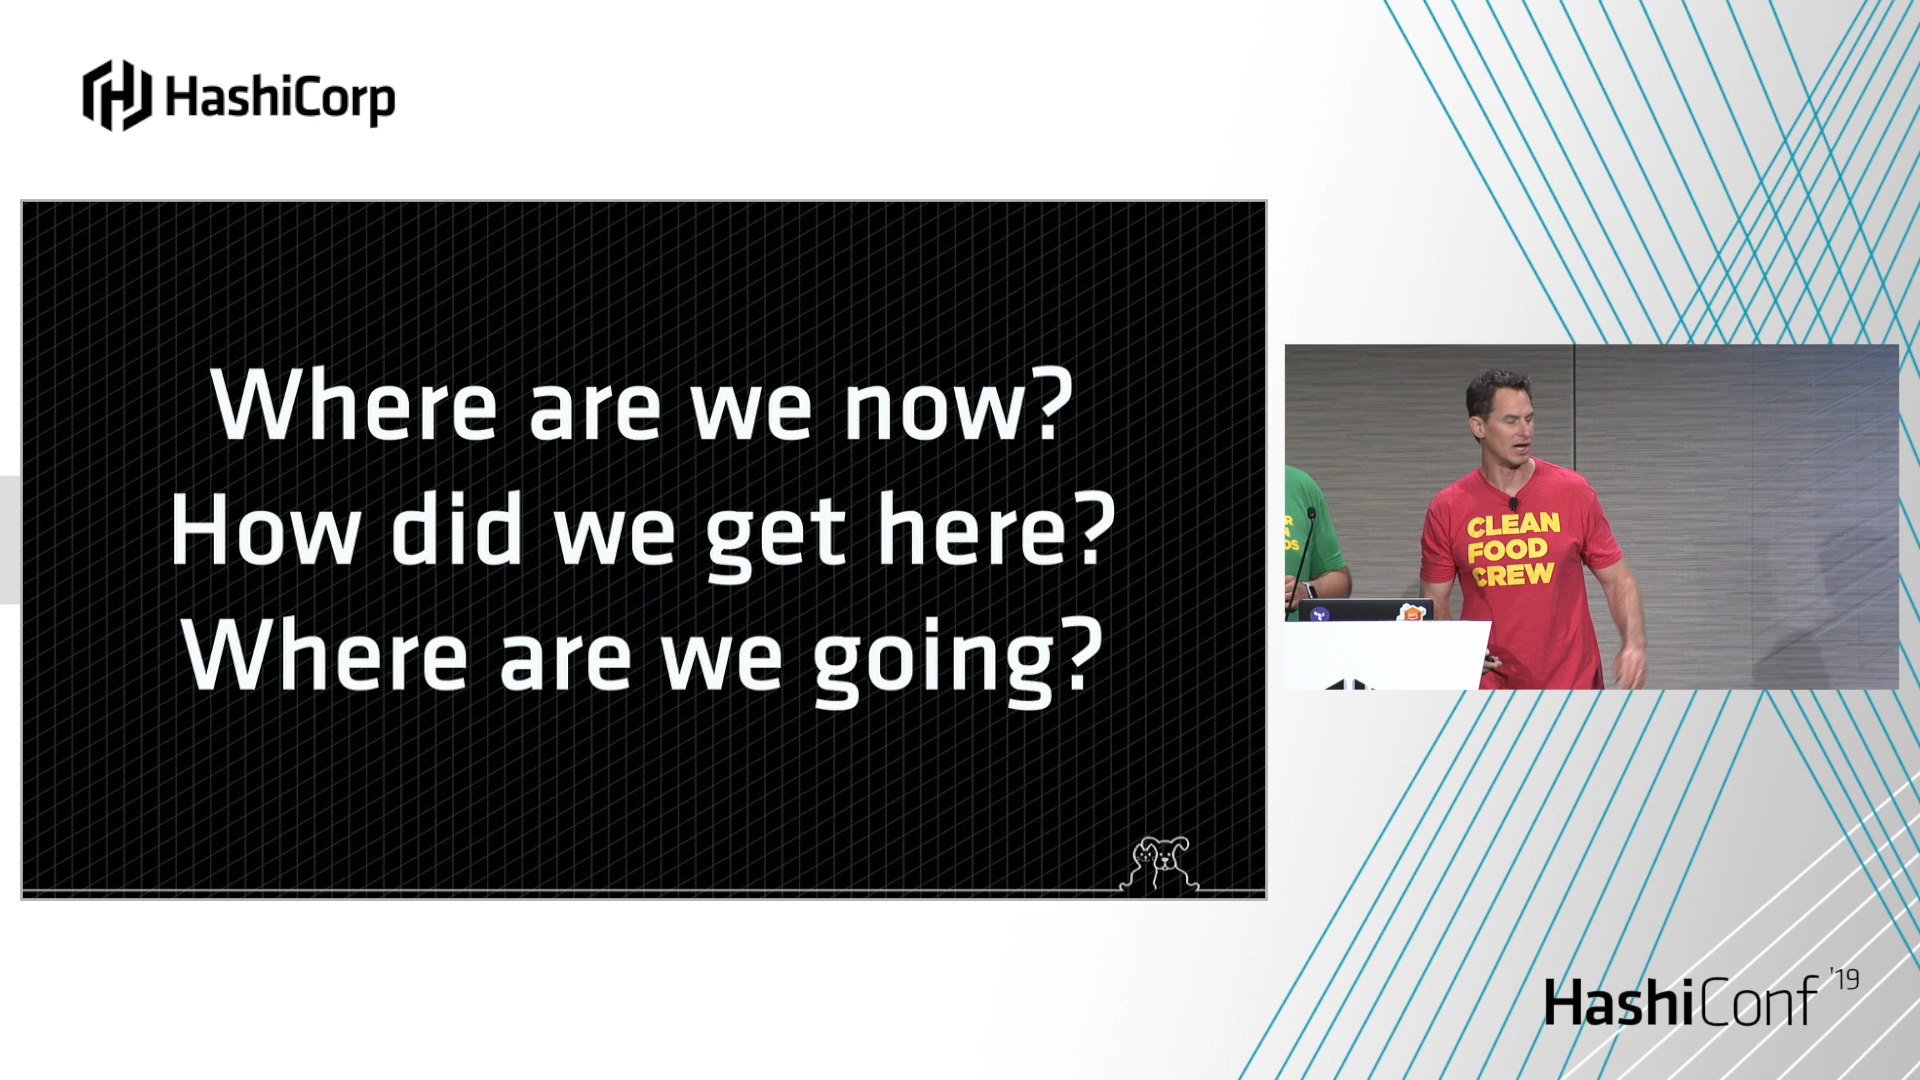 HashiCorp
Where are we now?
How did we get here?
Where are we going?
CLEAN
FOOD
CREW
HashiConf '19